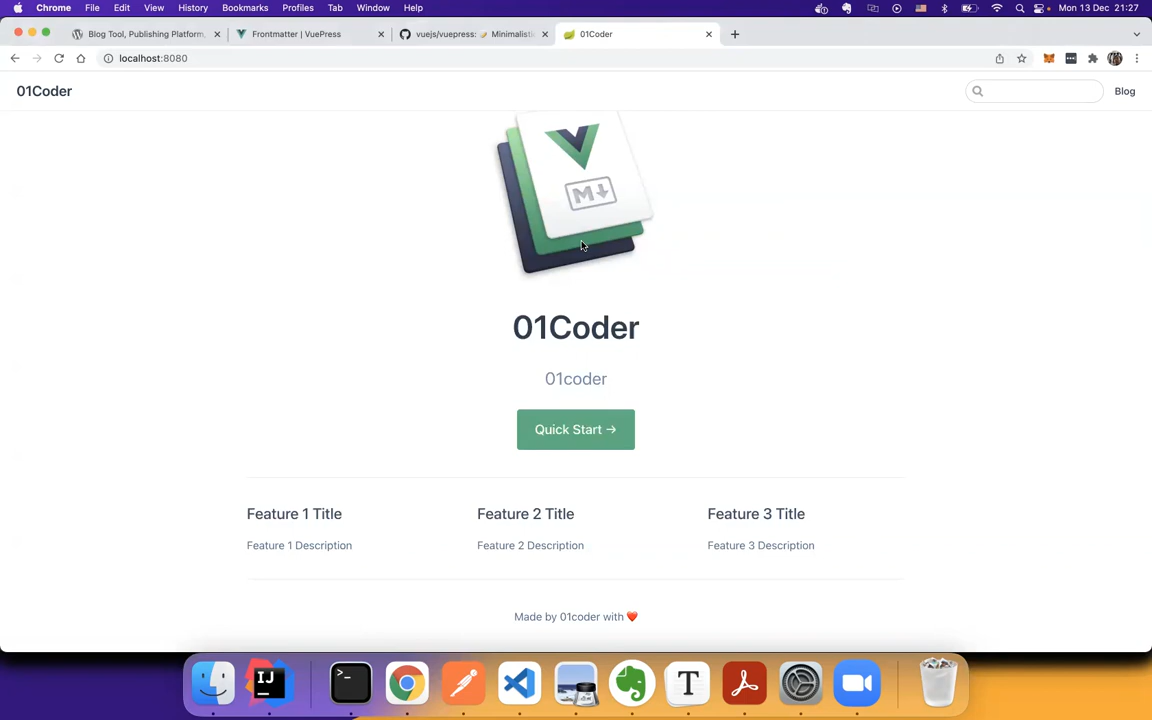 Chrome File Edit View History Bookmarks Profiles Tab Window Help Mon 13 Dec 21:27
Blog Tool, Publishing Platform, Frontmatter | VuePress vuejs/vuepress: Minimalisti 01Coder
localhost:8080
01Coder Blog
M
01Coder
01coder
Quick Start →
Feature 1 Title Feature 2 Title Feature 3 Title
Feature 1 Description Feature 2 Description Feature 3 Description
Made by 01coder with ❤️
IJ >_ T